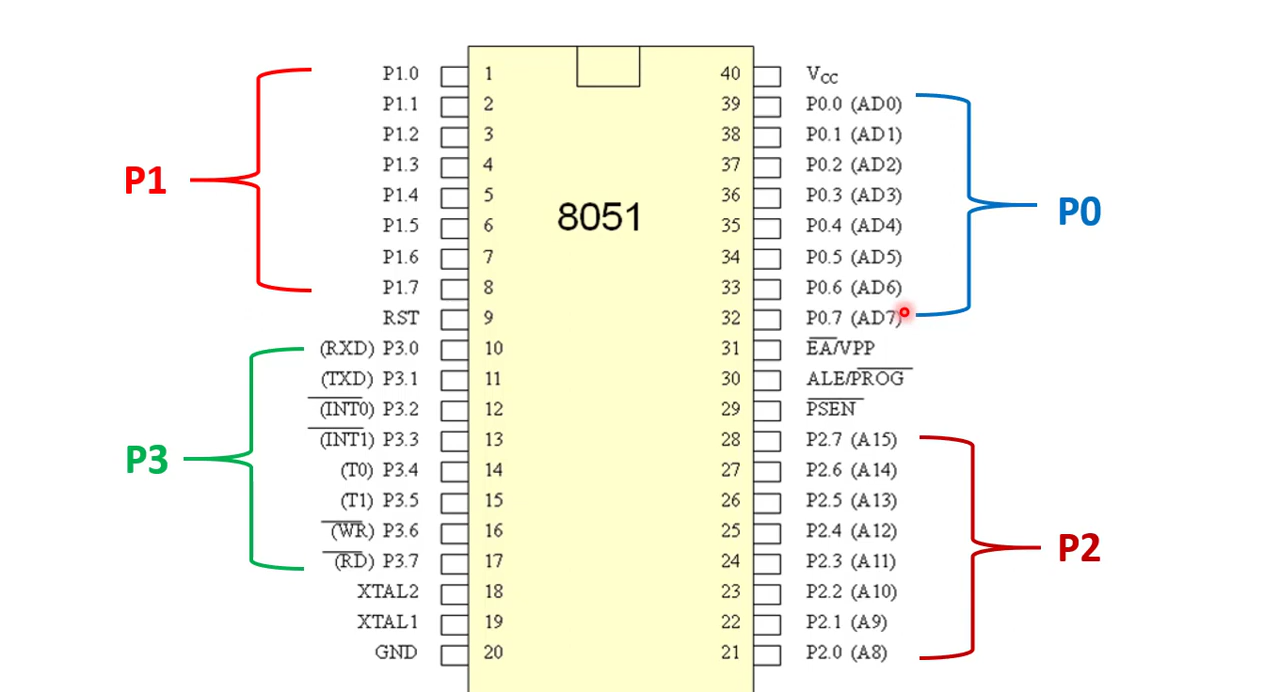 P1.0 1 40 VCC
P1.1 2 39 P0.0 (AD0)
P1.2 3 38 P0.1 (AD1)
P1.3 4 37 P0.2 (AD2)
P1 P1.4 5 36 P0.3 (AD3) P0
P1.5 6 8051 35 P0.4 (AD4)
P1.6 7 34 P0.5 (AD5)
P1.7 8 33 P0.6 (AD6)
RST 9 32 P0.7 (AD7)
(RXD) P3.0 10 31 EA/VPP
(TXD) P3.1 11 30 ALE/PROG
(INT0) P3.2 12 29 PSEN
(INT1) P3.3 13 28 P2.7 (A15)
P3 (T0) P3.4 14 27 P2.6 (A14)
(T1) P3.5 15 26 P2.5 (A13)
(WR) P3.6 16 25 P2.4 (A12) P2
(RD) P3.7 17 24 P2.3 (A11)
XTAL2 18 23 P2.2 (A10)
XTAL1 19 22 P2.1 (A9)
GND 20 21 P2.0 (A8)